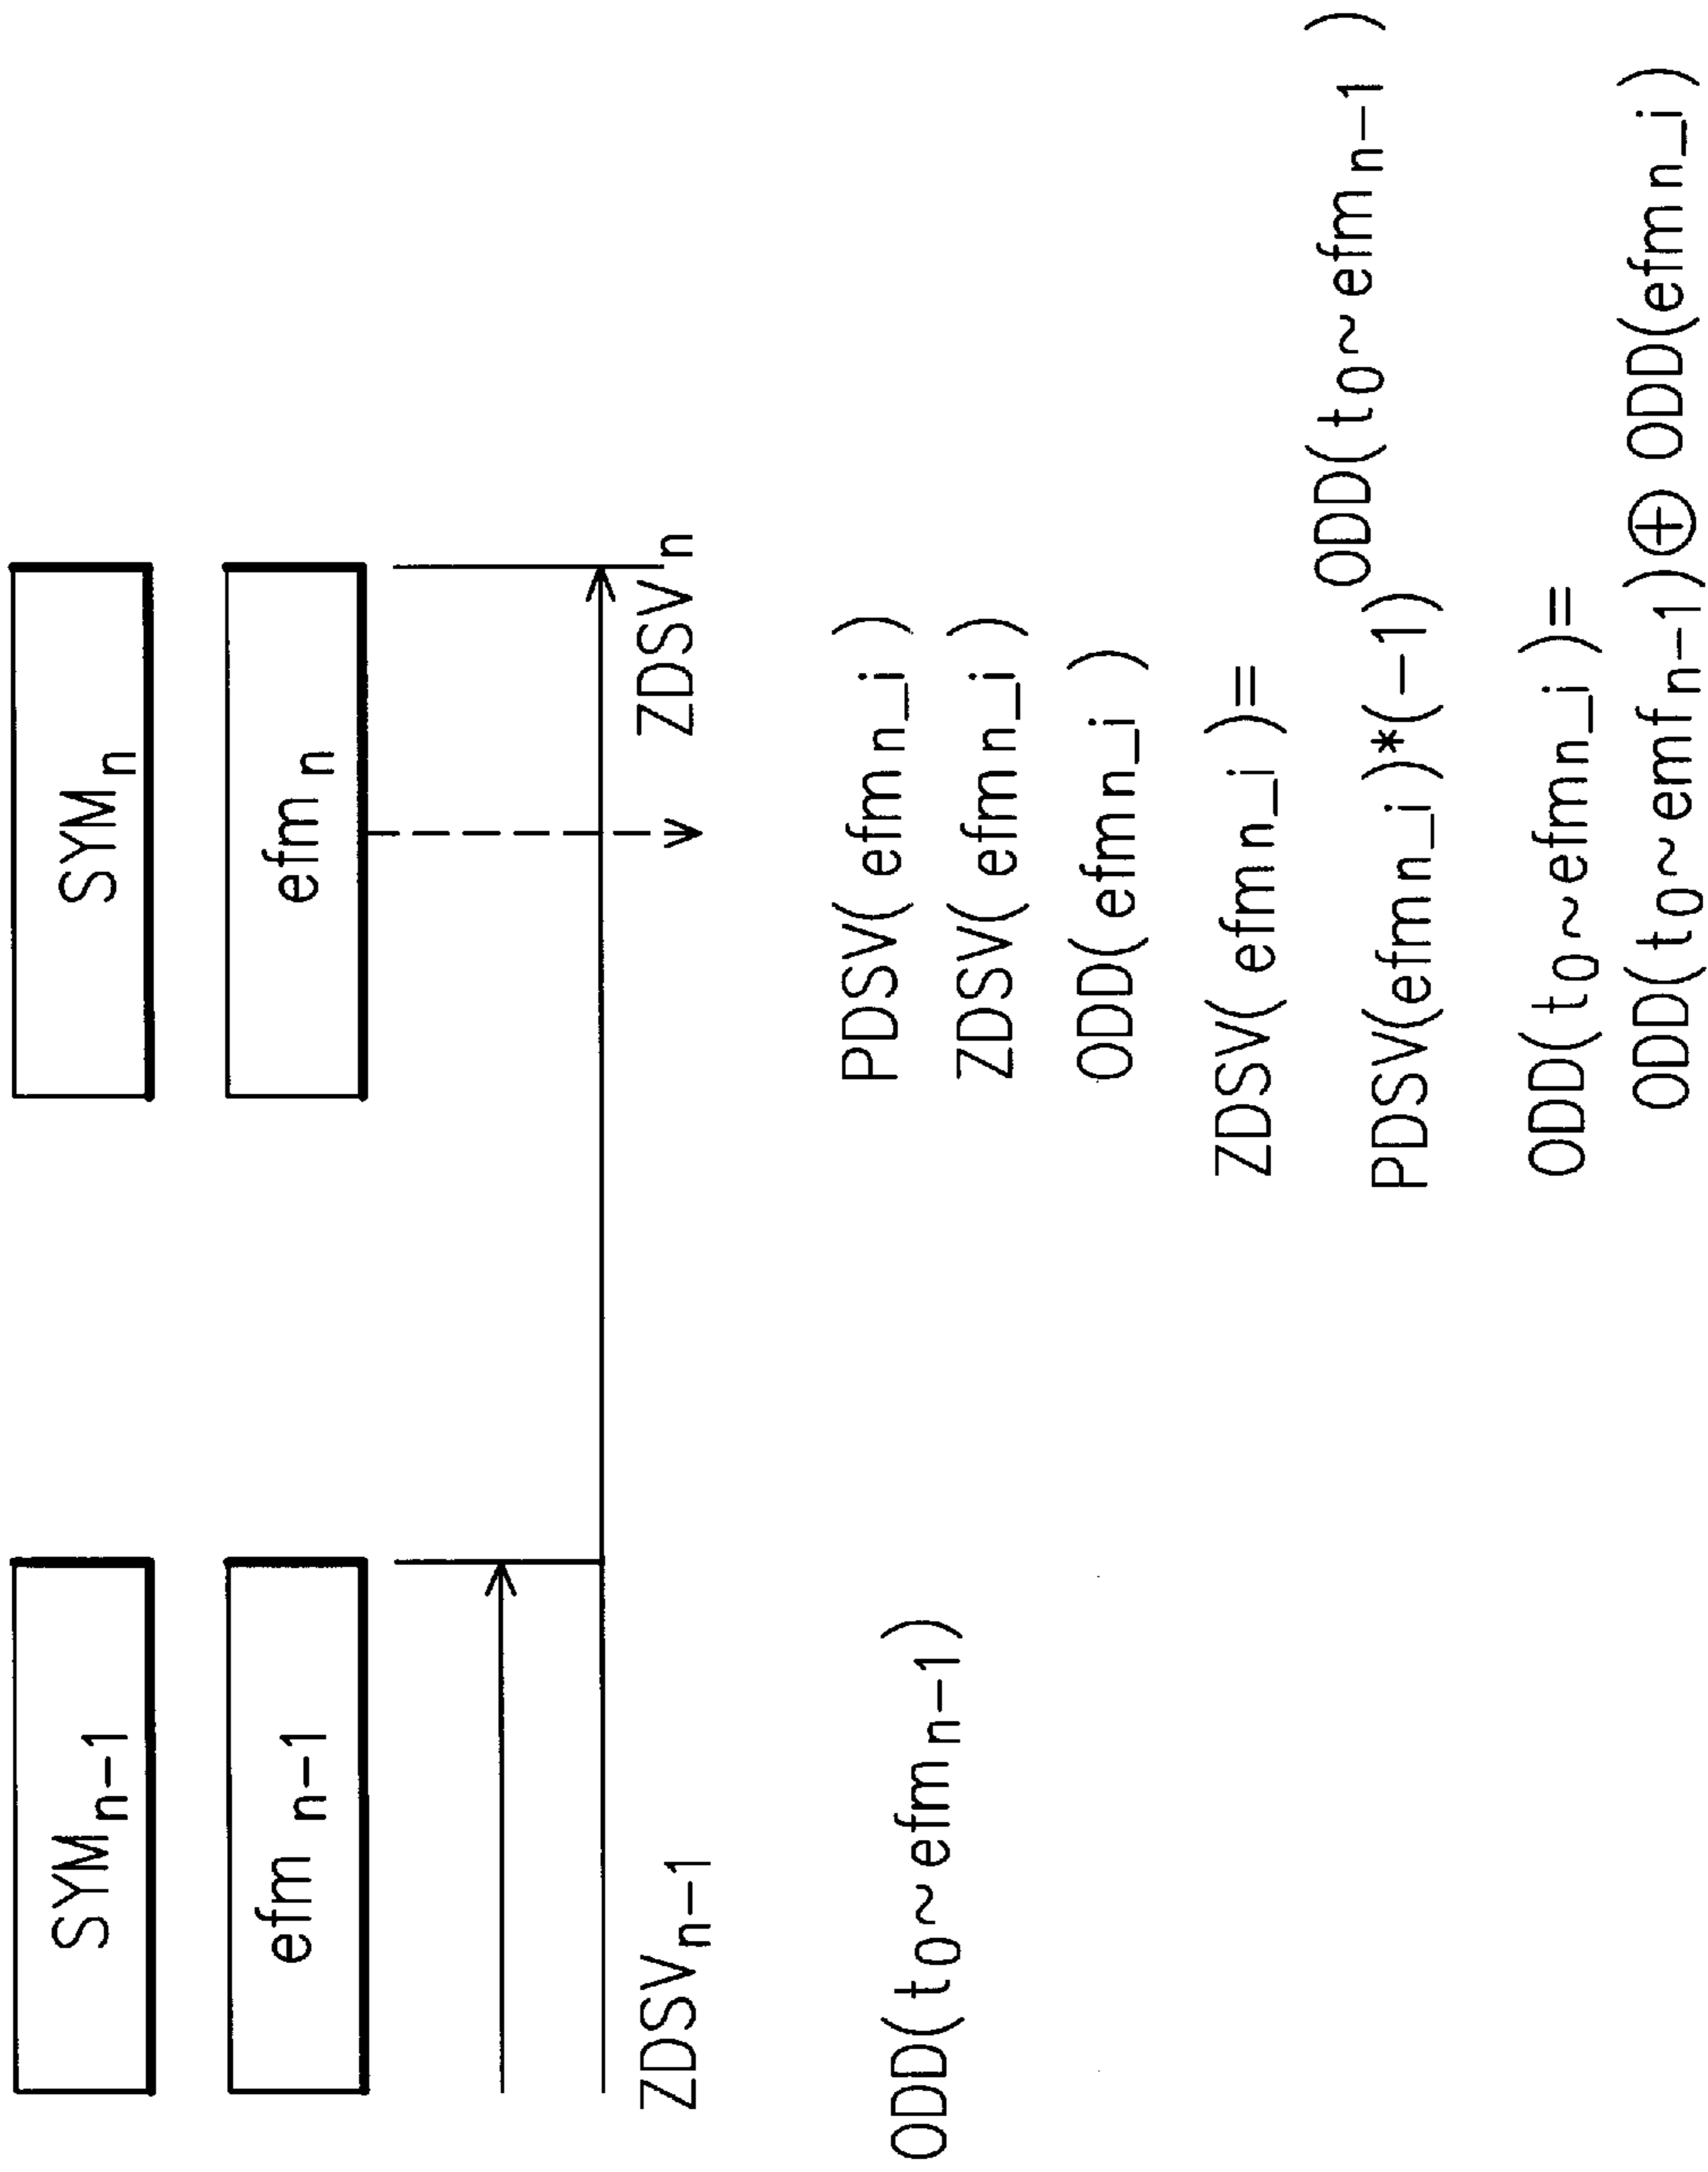 SYMn-1
SYMn
efm n-1
efm n
ZDSVn-1
ZDSVn
ODD(t0~efmn-1)
PDSV(efmn_i)
ZDSV(efmn_i)
ODD(efmn_i)
ZDSV(efmn_i)=
PDSV(efmn_i)*(-1)ODD(t0~efmn-1)
ODD(t0~efmn_i)=
ODD(t0~emfn-1)⊕ODD(efmn_i)